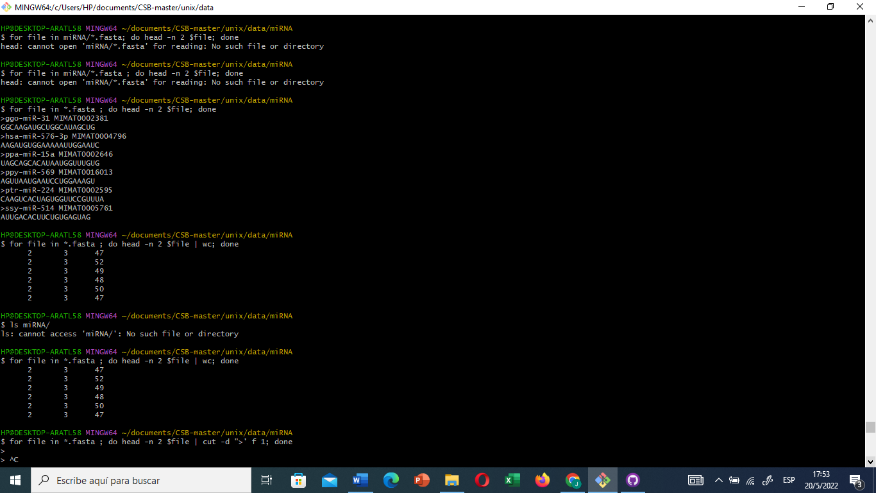 MINGW64:/c/Users/HP/documents/CSB-master/unix/data
HP@DESKTOP-ARATL58 MINGW64 ~/documents/CSB-master/unix/data/miRNA
$ for file in miRNA/*.fasta; do head -n 2 $file; done
head: cannot open 'miRNA/*.fasta' for reading: No such file or directory
HP@DESKTOP-ARATL58 MINGW64 ~/documents/CSB-master/unix/data/miRNA
$ for file in miRNA/*.fasta ; do head -n 2 $file; done
head: cannot open 'miRNA/*.fasta' for reading: No such file or directory
HP@DESKTOP-ARATL58 MINGW64 ~/documents/CSB-master/unix/data/miRNA
$ for file in *.fasta ; do head -n 2 $file; done
>ggo-miR-31 MIMAT0002381
GGCAAGAUGCUGGCAUAGCUG
>hsa-miR-576-3p MIMAT0004796
AAGAUGUGGAAAAAUUGGAAUC
>ppa-miR-15a MIMAT0002646
UAGCAGCACAUAAUGGUUUGUG
>ppy-miR-569 MIMAT0016013
AGUUAAUGAAUCCUGGAAAGU
>ptr-miR-224 MIMAT0002595
CAAGUCACUAGUGGUUCCGUUUA
>ssy-miR-514 MIMAT0005761
AUUGACACUUCUGUGAGUAG
HP@DESKTOP-ARATL58 MINGW64 ~/documents/CSB-master/unix/data/miRNA
$ for file in *.fasta ; do head -n 2 $file | wc; done
2 3 47
2 3 52
2 3 49
2 3 48
2 3 50
2 3 47
HP@DESKTOP-ARATL58 MINGW64 ~/documents/CSB-master/unix/data/miRNA
$ ls miRNA/
ls: cannot access 'miRNA/': No such file or directory
HP@DESKTOP-ARATL58 MINGW64 ~/documents/CSB-master/unix/data/miRNA
$ for file in *.fasta ; do head -n 2 $file | wc; done
2 3 47
2 3 52
2 3 49
2 3 48
2 3 50
2 3 47
HP@DESKTOP-ARATL58 MINGW64 ~/documents/CSB-master/unix/data/miRNA
$ for file in *.fasta ; do head -n 2 $file | cut -d ">' f 1; done
>
> ^C
Escribe aquí para buscar
ESP
17:53
20/5/2022
3